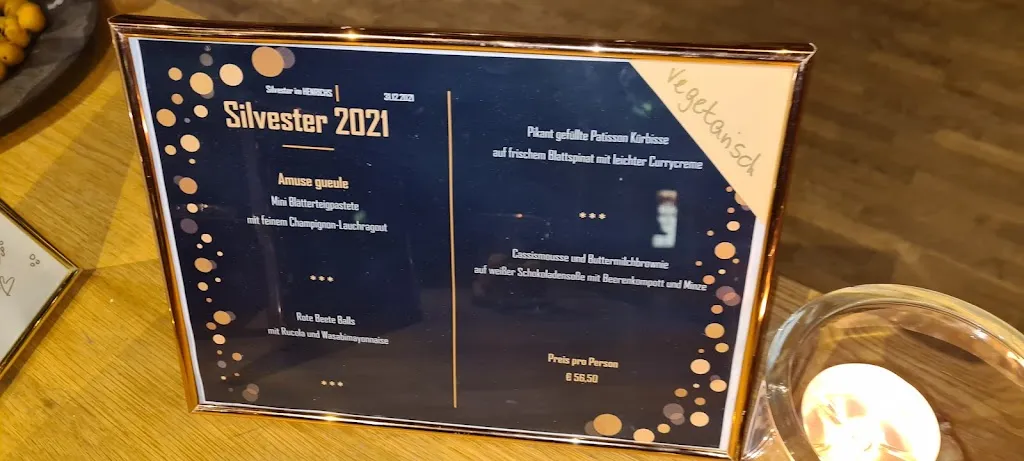 Silvester im HENRICHS
31.12.2021
Silvester 2021
Amuse gueule
Mini Blätterteigpastete
mit feinem Champignon-Lauchragout
***
Rote Beete Balls
mit Rucola und Wasabimayonnaise
***
Vegetarisch
Pikant gefüllte Patisson Kürbisse
auf frischem Blattspinat mit leichter Currycreme
***
Cassismousse und Buttermilchbrownie
auf weißer Schokoladensoße mit Beerenkompott und Minze
Preis pro Person
€ 56,50